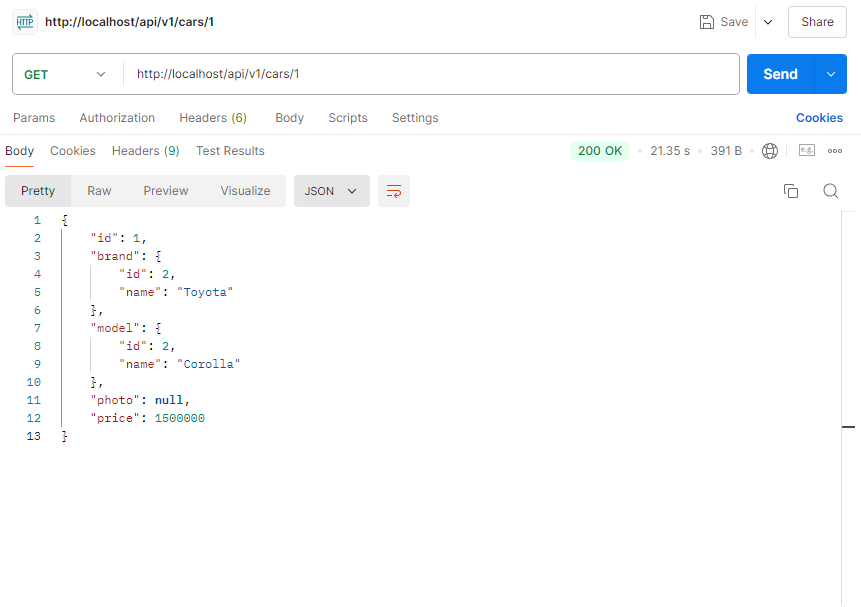 HTTP http://localhost/api/v1/cars/1 Save Share
GET http://localhost/api/v1/cars/1 Send
Params Authorization Headers (6) Body Scripts Settings Cookies
Body Cookies Headers (9) Test Results 200 OK 21.35 s 391 B e.g.
Pretty Raw Preview Visualize JSON
1 {
2 "id": 1,
3 "brand": {
4 "id": 2,
5 "name": "Toyota"
6 },
7 "model": {
8 "id": 2,
9 "name": "Corolla"
10 },
11 "photo": null,
12 "price": 1500000
13 }